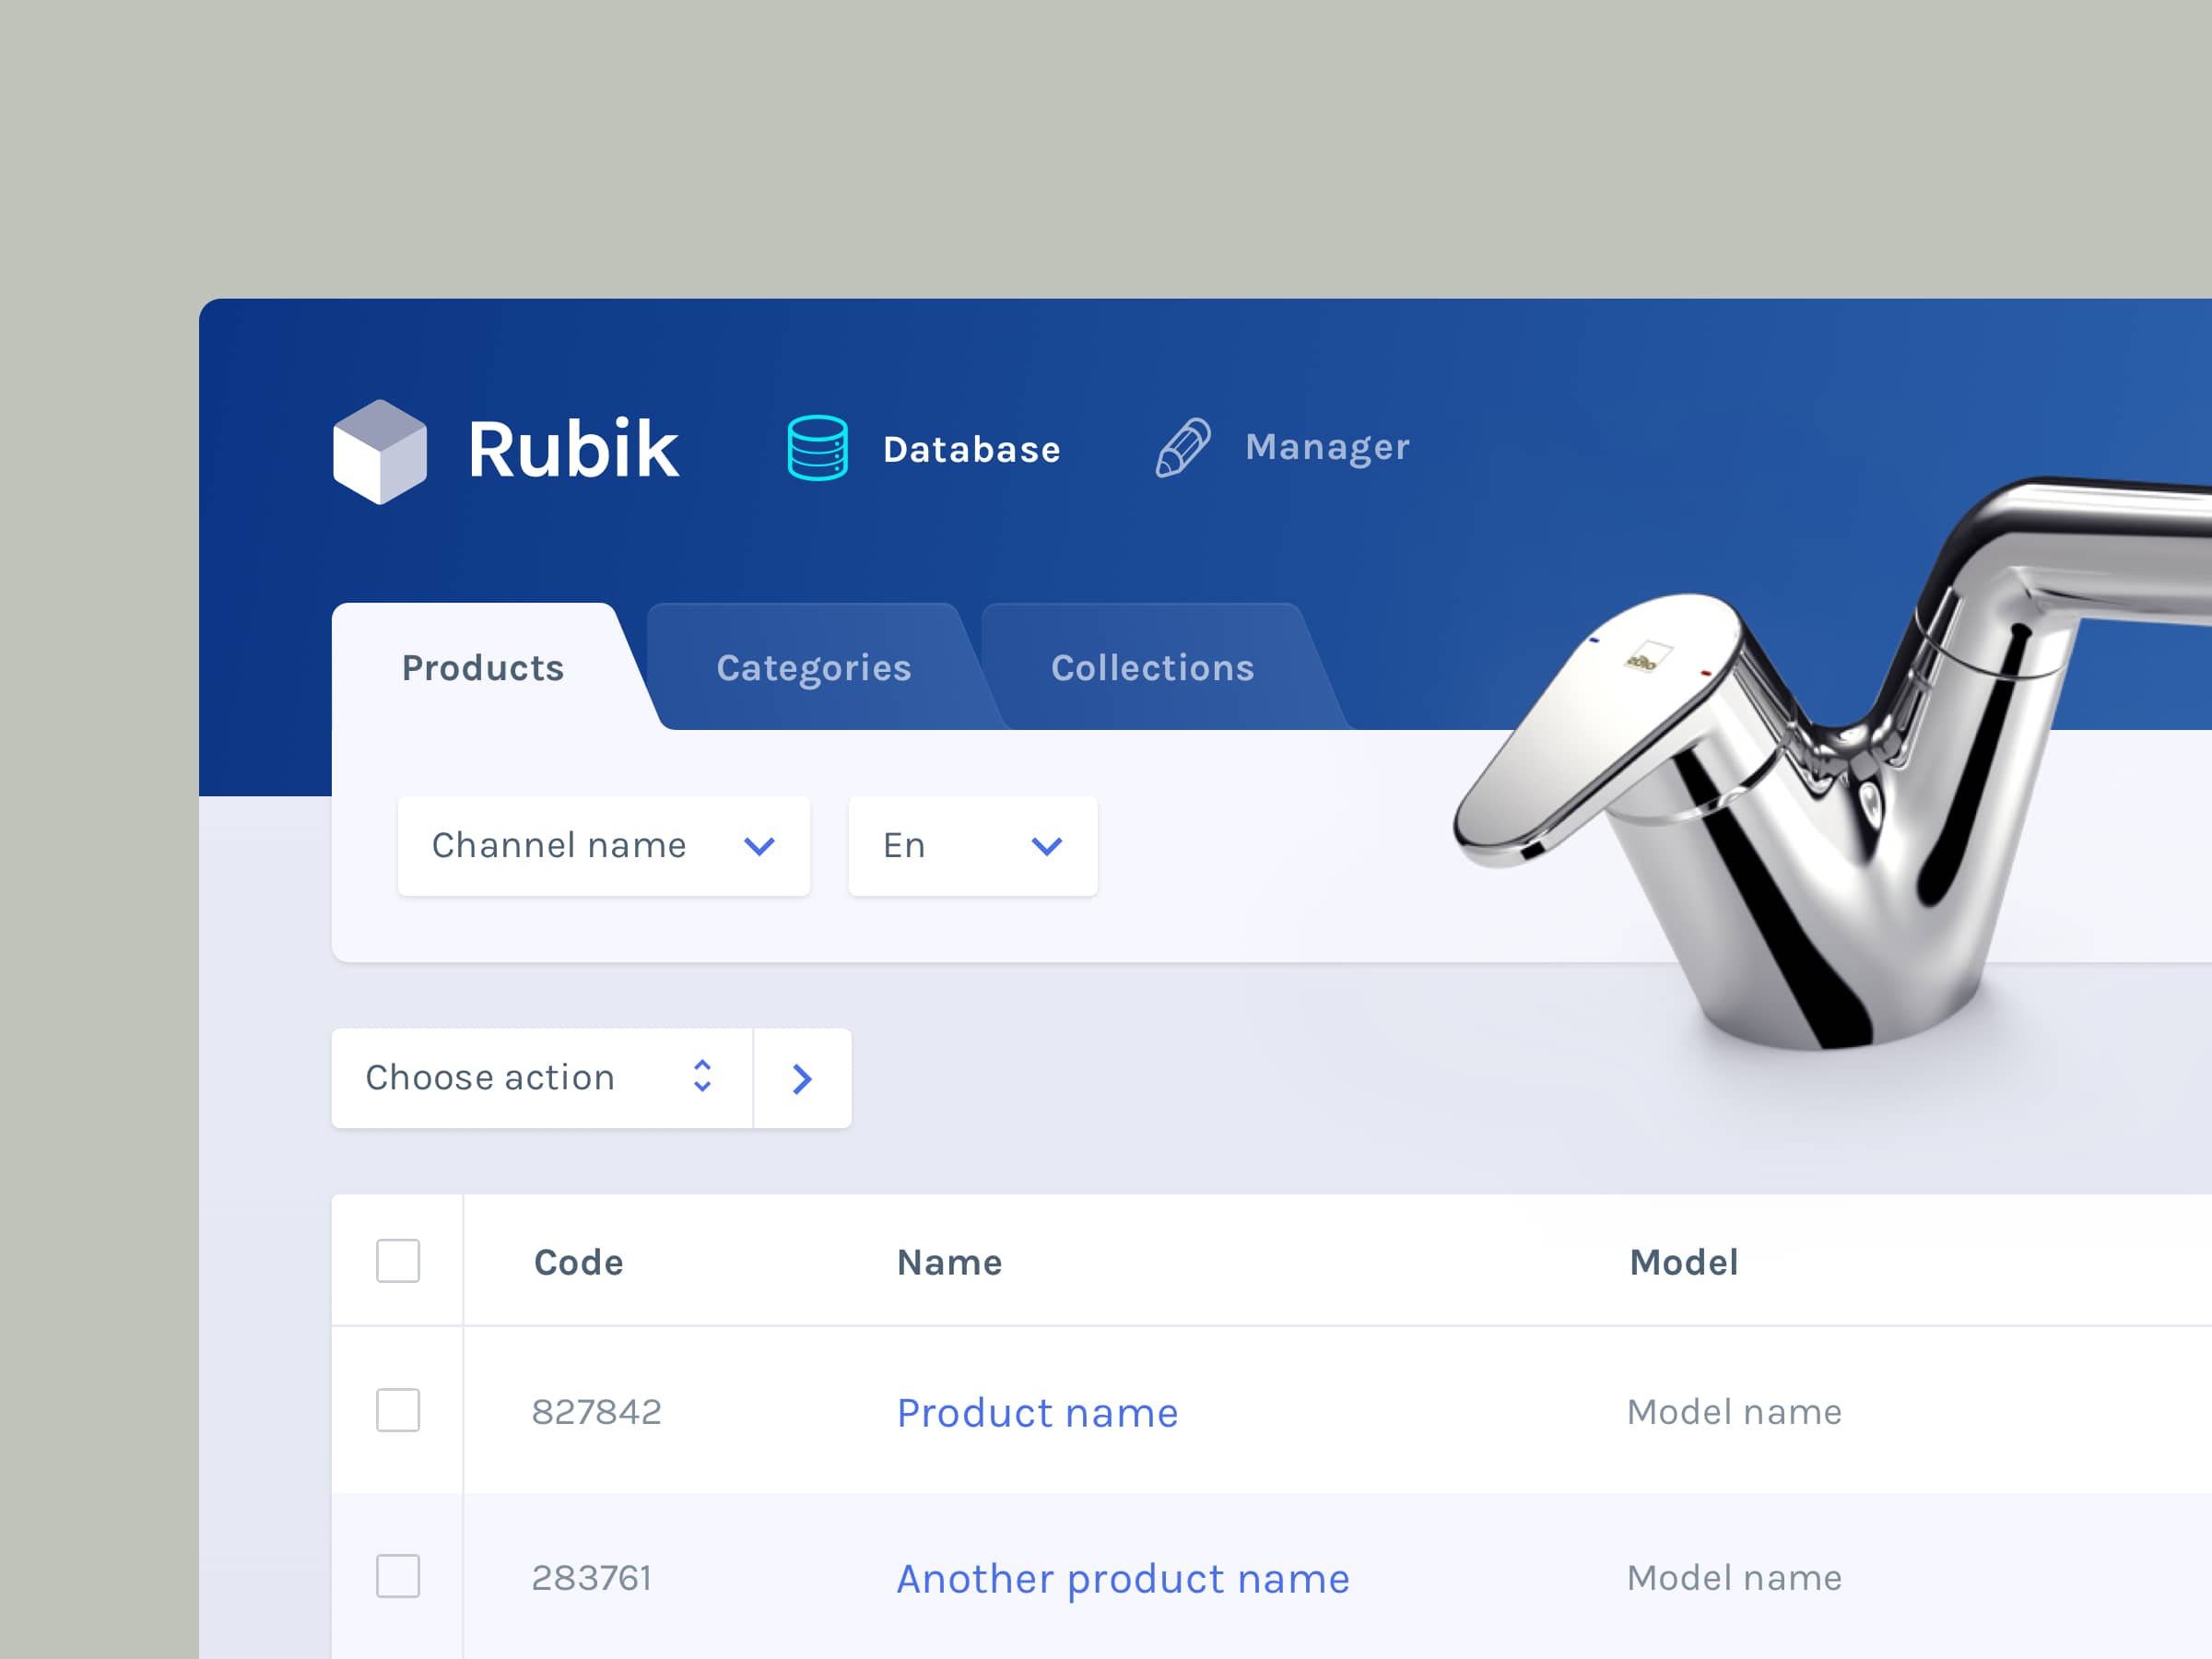 Rubik
Database
Manager
Products
Categories
Collections
Channel name
En
Choose action
Code Name Model
827842 Product name Model name
283761 Another product name Model name